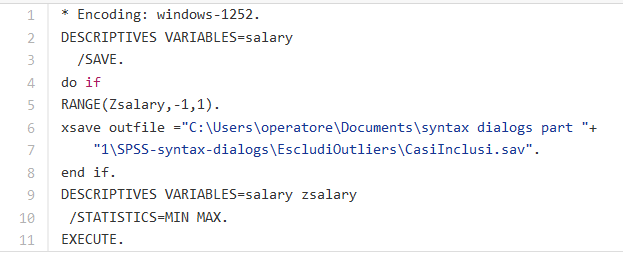 1 * Encoding: windows-1252.
2 DESCRIPTIVES VARIABLES=salary
3   /SAVE.
4 do if
5 RANGE(Zsalary,-1,1).
6 xsave outfile ="C:\Users\operatore\Documents\syntax dialogs part "+
7     "1\SPSS-syntax-dialogs\EscludiOutliers\CasiInclusi.sav".
8 end if.
9 DESCRIPTIVES VARIABLES=salary zsalary
10  /STATISTICS=MIN MAX.
11 EXECUTE.